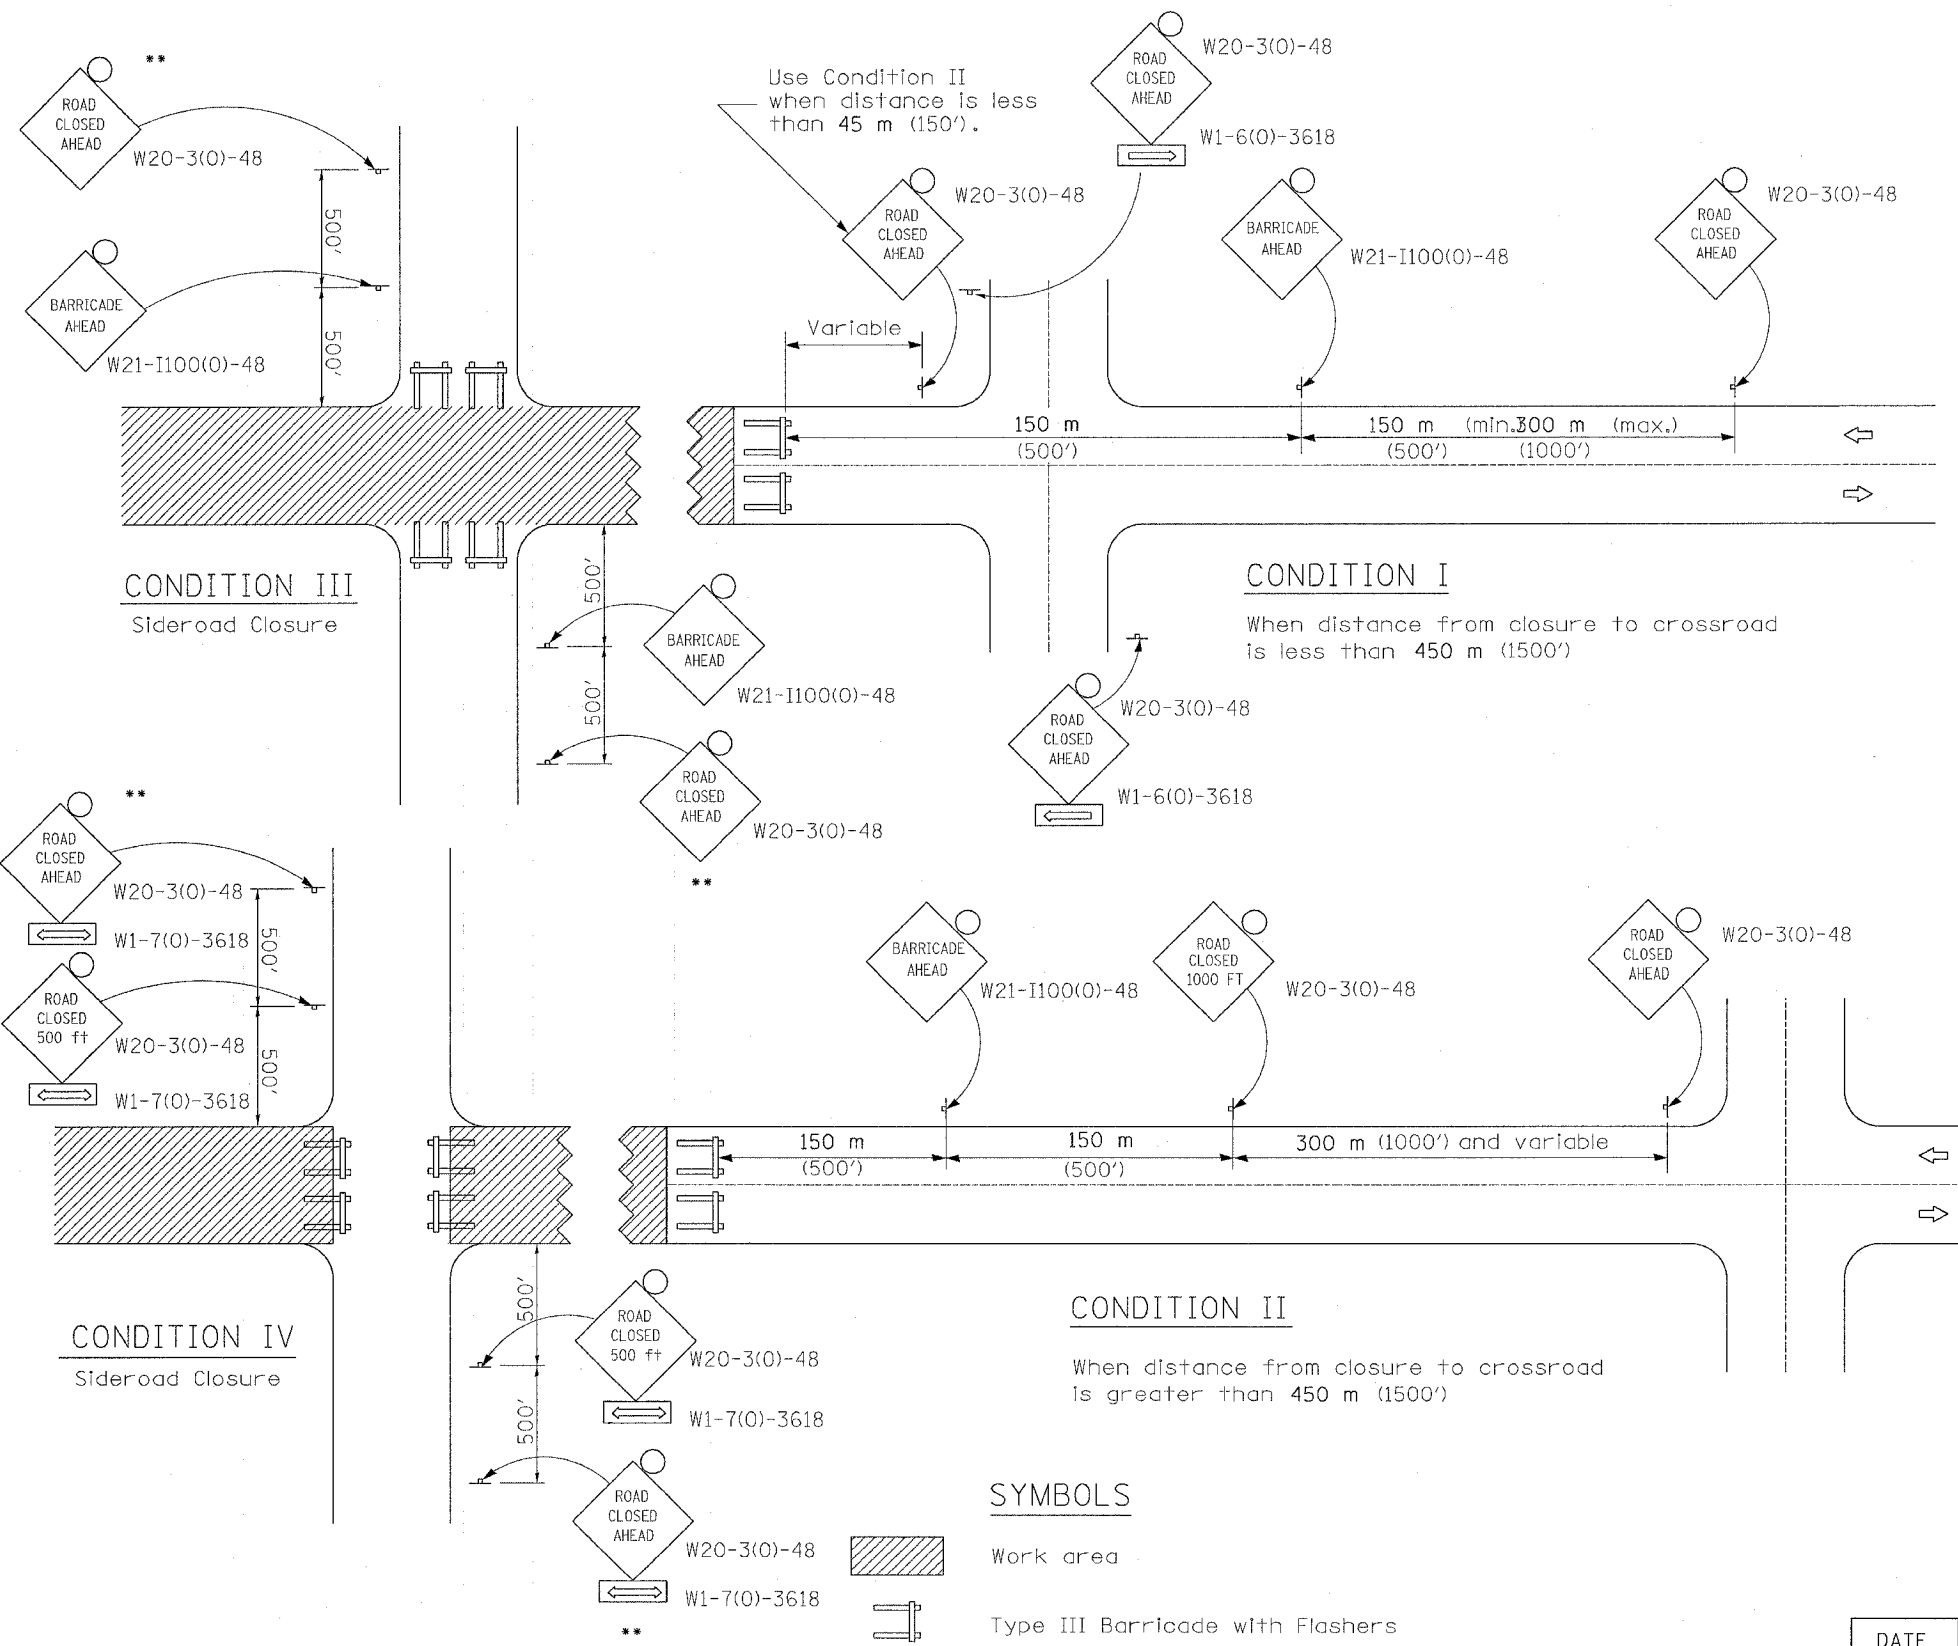 **
ROAD
CLOSED
AHEAD
W20-3(O)-48
500'
BARRICADE
AHEAD
W21-I100(O)-48
500'
CONDITION III
Sideroad Closure
500'
BARRICADE
AHEAD
W21-I100(O)-48
500'
ROAD
CLOSED
AHEAD
W20-3(O)-48
**
Use Condition II
when distance is less
than 45 m (150').
ROAD
CLOSED
AHEAD
W20-3(O)-48
W1-6(O)-3618
ROAD
CLOSED
AHEAD
W20-3(O)-48
BARRICADE
AHEAD
W21-I100(O)-48
ROAD
CLOSED
AHEAD
W20-3(O)-48
Variable
150 m
(500')
150 m (min.) 300 m (max.)
(500') (1000')
CONDITION I
When distance from closure to crossroad
is less than 450 m (1500')
ROAD
CLOSED
AHEAD
W20-3(O)-48
W1-6(O)-3618
**
ROAD
CLOSED
AHEAD
W20-3(O)-48
W1-7(O)-3618
500'
ROAD
CLOSED
500 ft
W20-3(O)-48
W1-7(O)-3618
500'
CONDITION IV
Sideroad Closure
500'
ROAD
CLOSED
500 ft
W20-3(O)-48
W1-7(O)-3618
500'
ROAD
CLOSED
AHEAD
W20-3(O)-48
W1-7(O)-3618
**
BARRICADE
AHEAD
W21-I100(O)-48
ROAD
CLOSED
1000 FT
W20-3(O)-48
ROAD
CLOSED
AHEAD
W20-3(O)-48
150 m
(500')
150 m
(500')
300 m (1000') and variable
CONDITION II
When distance from closure to crossroad
is greater than 450 m (1500')
SYMBOLS
Work area
Type III Barricade with Flashers
DATE